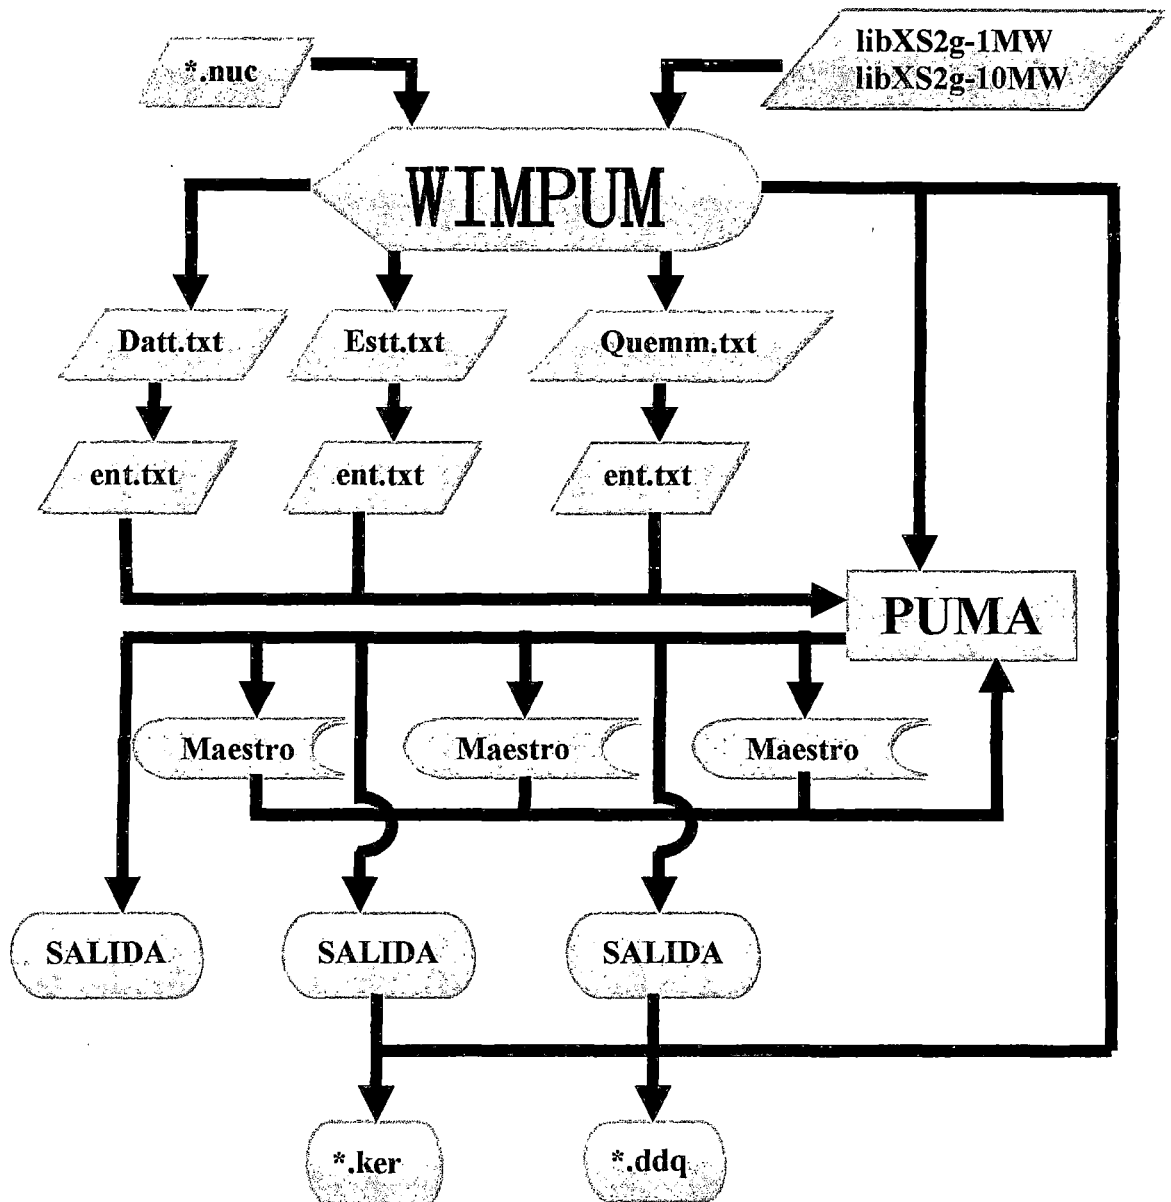 *.nuc
libXS2g-1MW
libXS2g-10MW
WIMPUM
Datt.txt
Estt.txt
Quemm.txt
ent.txt
ent.txt
ent.txt
PUMA
Maestro
Maestro
Maestro
SALIDA
SALIDA
SALIDA
*.ker
*.ddq